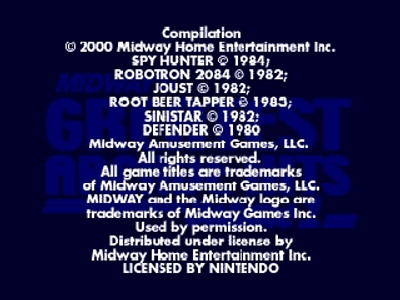 Compilation
© 2000 Midway Home Entertainment Inc.
SPY HUNTER © 1984;
ROBOTRON 2084 © 1982;
JOUST © 1982;
ROOT BEER TAPPER © 1983;
SINISTAR © 1982;
DEFENDER © 1980
Midway Amusement Games, LLC.
All rights reserved.
All game titles are trademarks
of Midway Amusement Games, LLC.
MIDWAY and the Midway logo are
trademarks of Midway Games Inc.
Used by permission.
Distributed under license by
Midway Home Entertainment Inc.
LICENSED BY NINTENDO